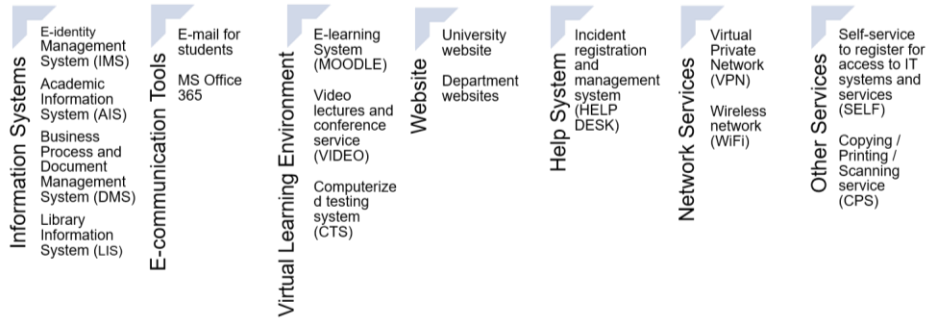 Information Systems
E-identity
Management
System (IMS)
Academic
Information
System (AIS)
Business
Process and
Document
Management
System (DMS)
Library
Information
System (LIS)
E-communication Tools
E-mail for
students
MS Office
365
Virtual Learning Environment
E-learning
System
(MOODLE)
Video
lectures and
conference
service
(VIDEO)
Computerize
d testing
system
(CTS)
Website
University
website
Department
websites
Help System
Incident
registration
and
management
system
(HELP
DESK)
Network Services
Virtual
Private
Network
(VPN)
Wireless
network
(WiFi)
Other Services
Self-service
to register for
access to IT
systems and
services
(SELF)
Copying /
Printing /
Scanning
service
(CPS)